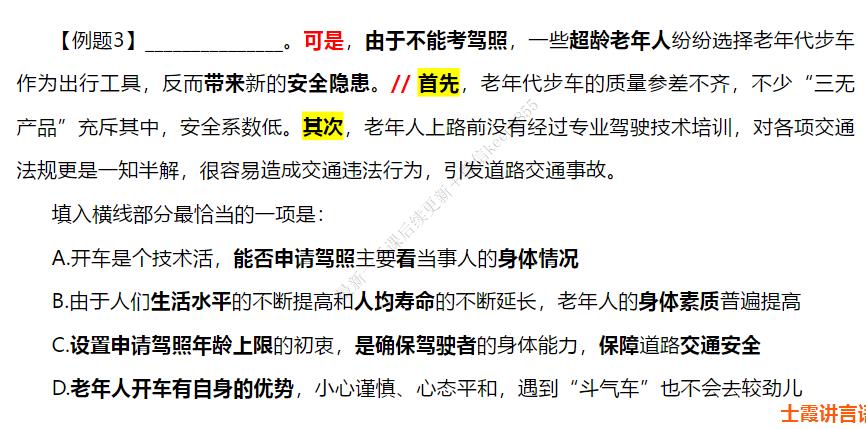 【例题3】_______________。可是，由于不能考驾照，一些超龄老年人纷纷选择老年代步车
作为出行工具，反而带来新的安全隐患。// 首先，老年代步车的质量参差不齐，不少“三无
产品”充斥其中，安全系数低。其次，老年人上路前没有经过专业驾驶技术培训，对各项交通
法规更是一知半解，很容易造成交通违法行为，引发道路交通事故。
填入横线部分最恰当的一项是：
A.开车是个技术活，能否申请驾照主要看当事人的身体情况
B.由于人们生活水平的不断提高和人均寿命的不断延长，老年人的身体素质普遍提高
C.设置申请驾照年龄上限的初衷，是确保驾驶者的身体能力，保障道路交通安全
D.老年人开车有自身的优势，小心谨慎、心态平和，遇到“斗气车”也不会去较劲儿
士霞讲言语